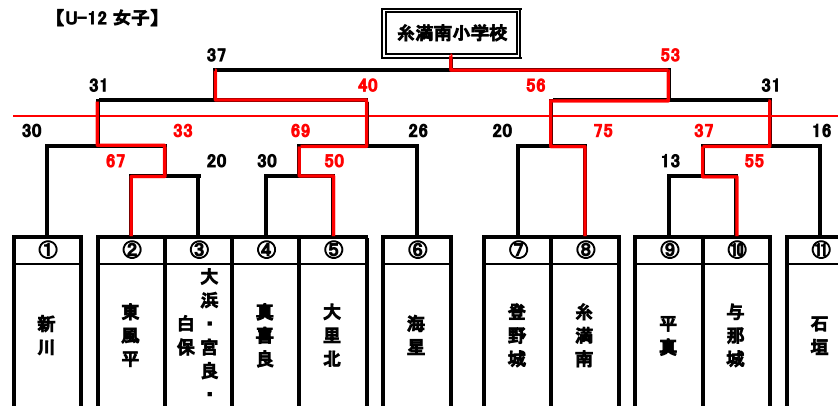 【U-12 女子】
糸満南小学校
37
53
31
40
56
31
30
33
69
26
20
75
37
16
67
20
30
50
13
55
①
②
③
④
⑤
⑥
⑦
⑧
⑨
⑩
⑪
新川
東風平
大浜・宮良・
白保
真喜良
大里北
海星
登野城
糸満南
平真
与那城
石垣